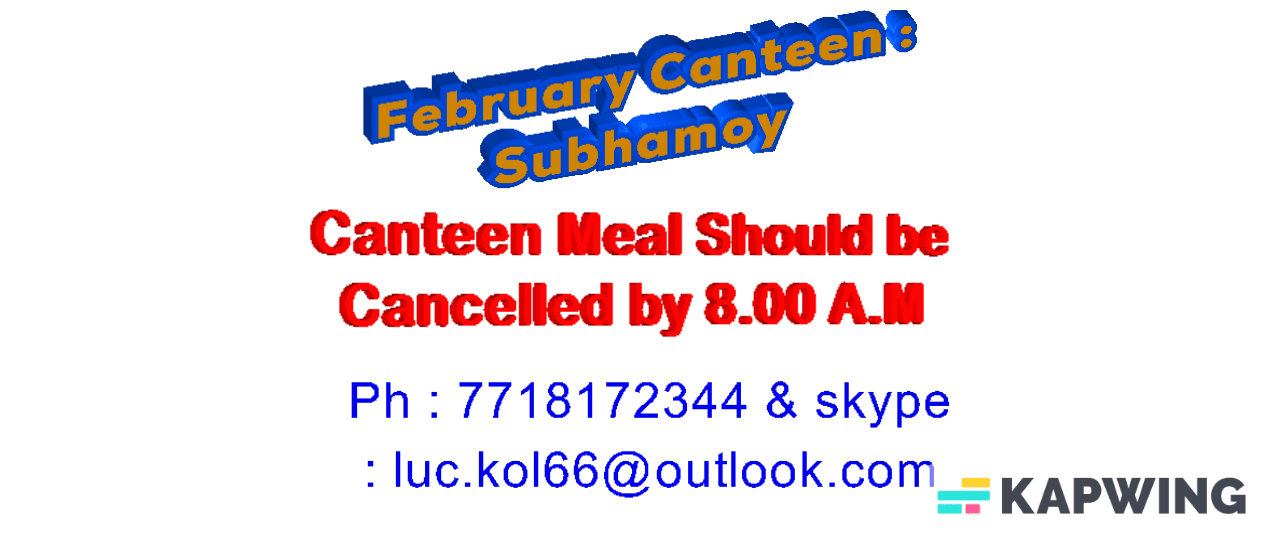 February Canteen :
Subhamoy
Canteen Meal Should be
Cancelled by 8.00 A.M
Ph : 7718172344 & skype
: luc.kol66@outlook.com
KAPWING